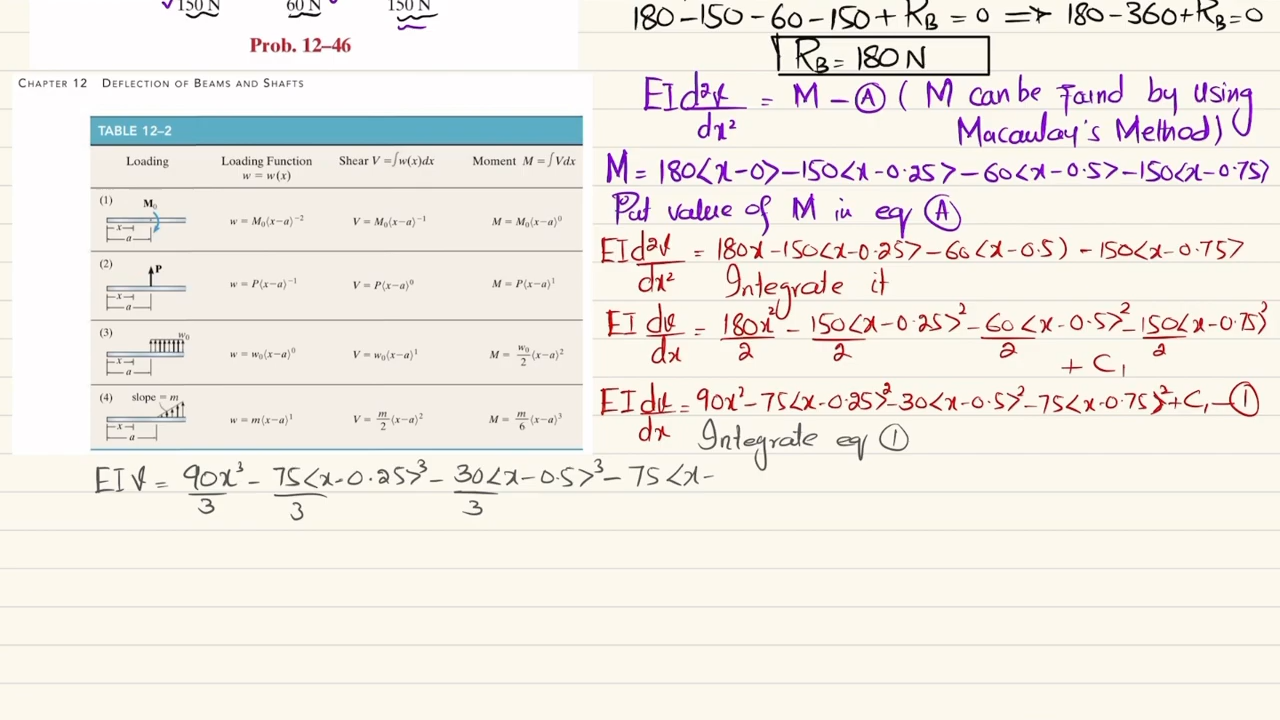 150 N 60 N 150 N
Prob. 12–46
180-150-60-150+R_B=0 => 180-360+R_B=0
R_B=180N
CHAPTER 12 DEFLECTION OF BEAMS AND SHAFTS
TABLE 12–2
Loading Loading Function w = w(x) Shear V = ∫w(x)dx Moment M = ∫Vdx
(1) M₀ x a w = M₀⟨x−a⟩⁻² V = M₀⟨x−a⟩⁻¹ M = M₀⟨x−a⟩⁰
(2) P x a w = P⟨x−a⟩⁻¹ V = P⟨x−a⟩⁰ M = P⟨x−a⟩¹
(3) w₀ x a w = w₀⟨x−a⟩⁰ V = w₀⟨x−a⟩¹ M = w₀/2⟨x−a⟩²
(4) slope = m x a w = m⟨x−a⟩¹ V = m/2⟨x−a⟩² M = m/6⟨x−a⟩³
EI d²v/dx² = M - Ⓐ ( M can be Found by Using
Macaulay's Method)
M = 180<x-0>-150<x-0.25>-60<x-0.5>-150<x-0.75>
Put value of M in eq Ⓐ
EI d²v/dx² = 180x-150<x-0.25>-60<x-0.5) - 150<x-0.75>
Integrate it
EI dv/dx = 180x²/2 - 150<x-0.25>²/2 - 60<x-0.5>²/2 - 150<x-0.75)²/2
+ C₁
EI dv/dx = 90x²-75<x-0.25>²-30<x-0.5>²-75<x-0.75>²+C₁-①
Integrate eq ①
EIv = 90x³/3 - 75<x-0.25>³/3 - 30<x-0.5>³/3 - 75<x-